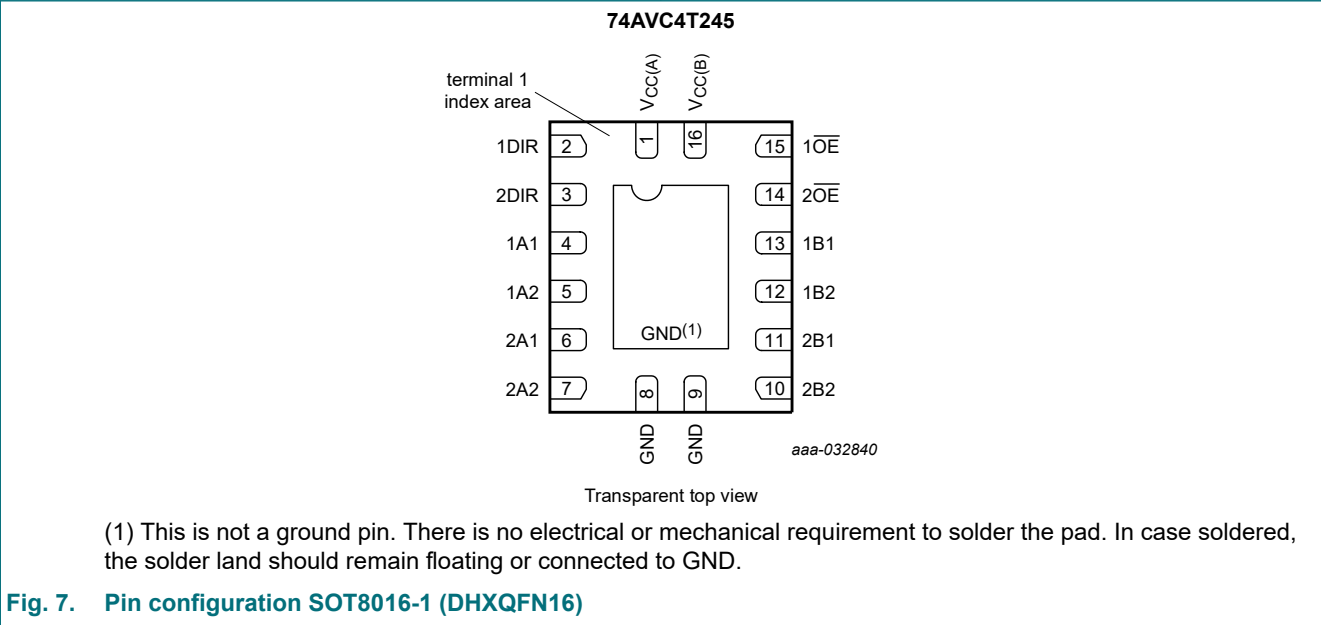 74AVC4T245
terminal 1
index area
VCC(A)
VCC(B)
1
16
1DIR 2
15 1OE
2DIR 3
14 2OE
1A1 4
13 1B1
1A2 5
12 1B2
2A1 6
11 2B1
2A2 7
10 2B2
GND(1)
8
9
GND
GND
aaa-032840
Transparent top view
(1) This is not a ground pin. There is no electrical or mechanical requirement to solder the pad. In case soldered,
the solder land should remain floating or connected to GND.
Fig. 7. Pin configuration SOT8016-1 (DHXQFN16)